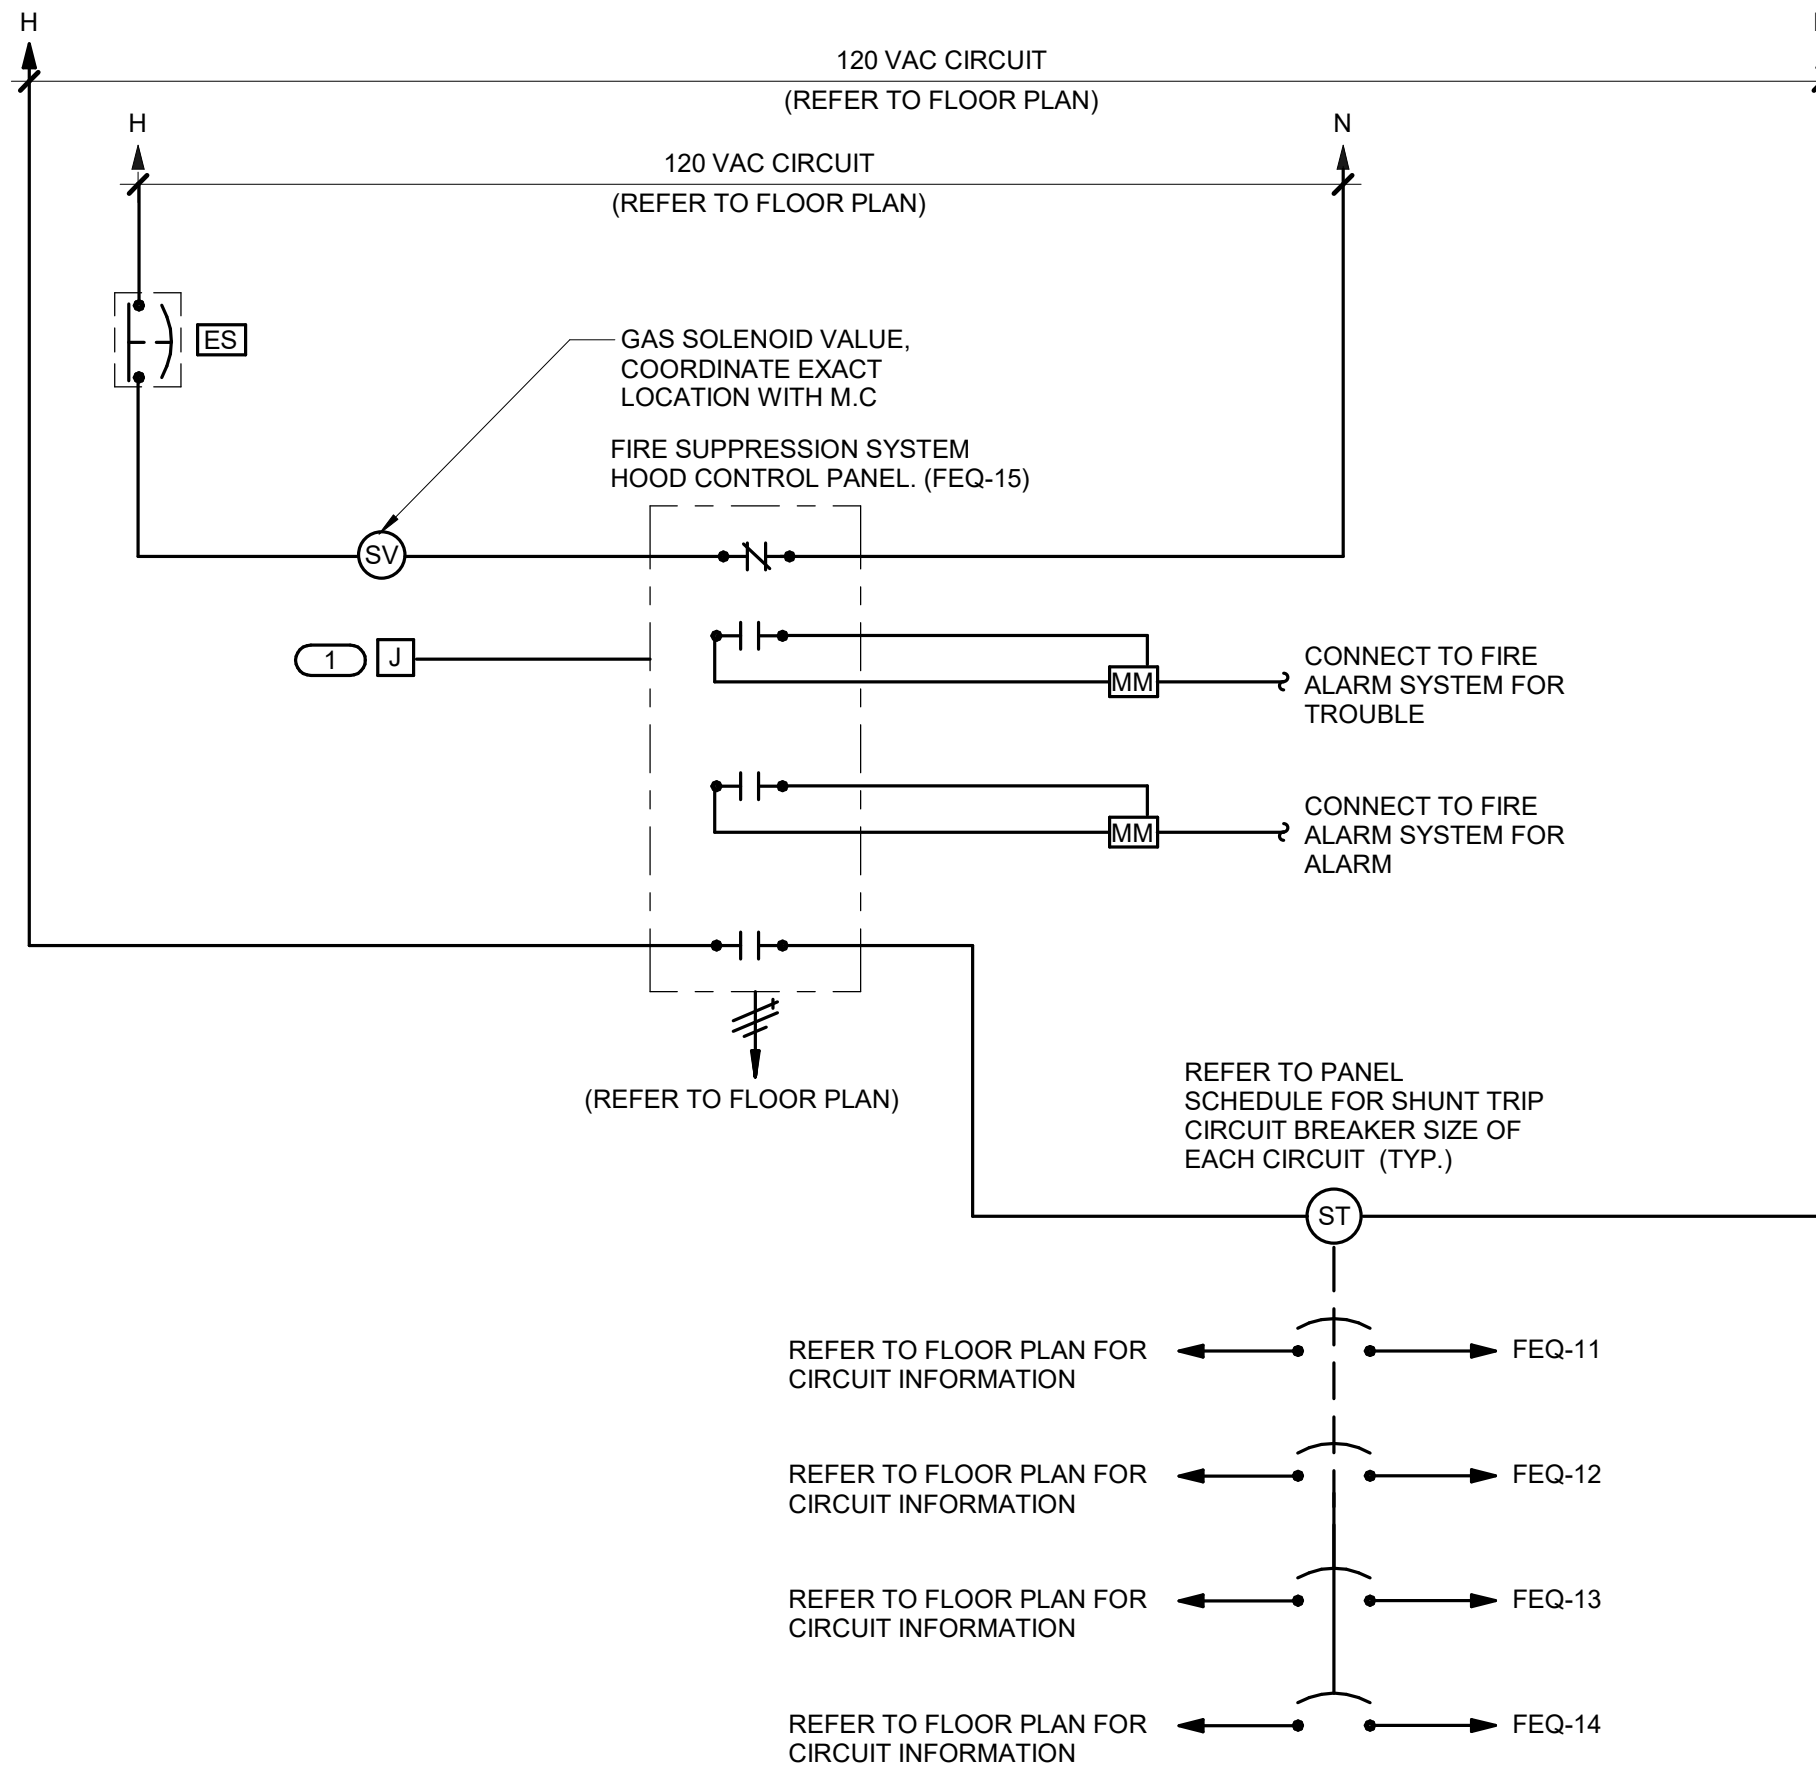 H
120 VAC CIRCUIT
(REFER TO FLOOR PLAN)
H
N
120 VAC CIRCUIT
(REFER TO FLOOR PLAN)
ES
GAS SOLENOID VALUE,
COORDINATE EXACT
LOCATION WITH M.C
FIRE SUPPRESSION SYSTEM
HOOD CONTROL PANEL. (FEQ-15)
SV
1
J
MM
CONNECT TO FIRE
ALARM SYSTEM FOR
TROUBLE
MM
CONNECT TO FIRE
ALARM SYSTEM FOR
ALARM
(REFER TO FLOOR PLAN)
REFER TO PANEL
SCHEDULE FOR SHUNT TRIP
CIRCUIT BREAKER SIZE OF
EACH CIRCUIT (TYP.)
ST
REFER TO FLOOR PLAN FOR
CIRCUIT INFORMATION
FEQ-11
REFER TO FLOOR PLAN FOR
CIRCUIT INFORMATION
FEQ-12
REFER TO FLOOR PLAN FOR
CIRCUIT INFORMATION
FEQ-13
REFER TO FLOOR PLAN FOR
CIRCUIT INFORMATION
FEQ-14